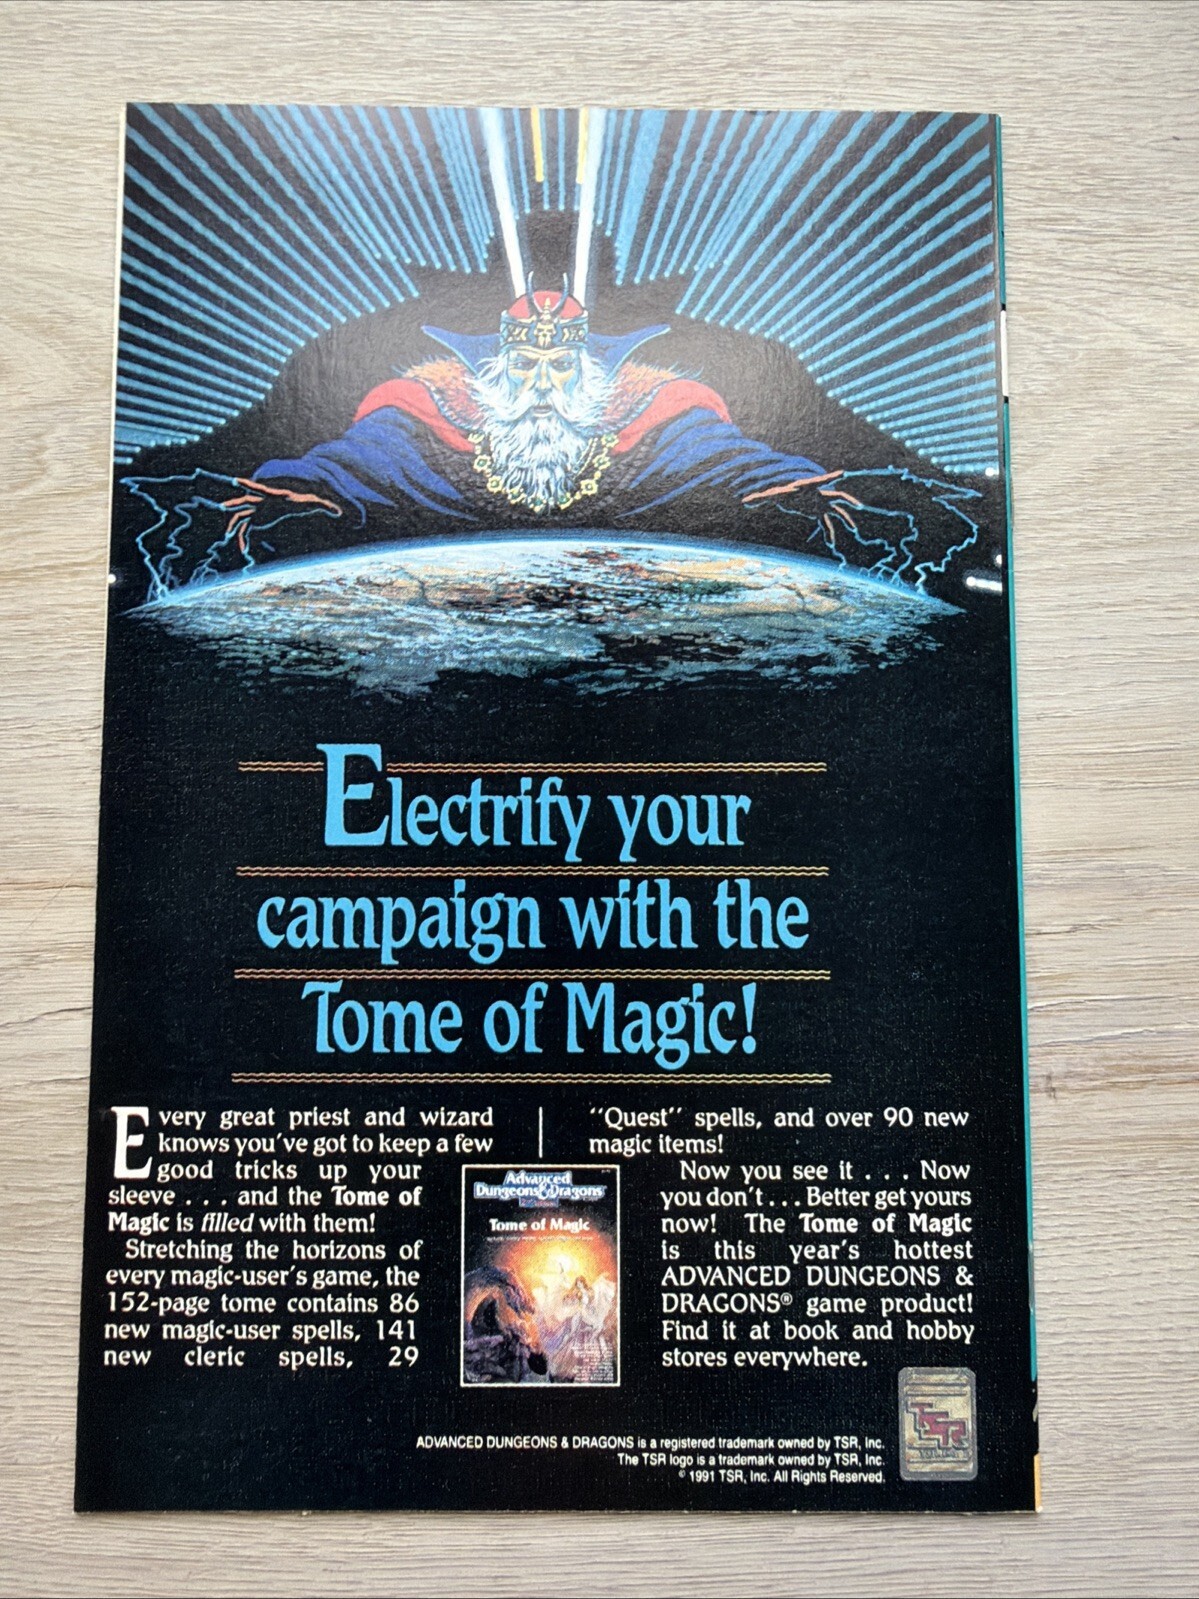 Electrify your
campaign with the
Tome of Magic!
Every great priest and wizard
knows you've got to keep a few
good tricks up your
sleeve . . . and the Tome of
Magic is filled with them!
Stretching the horizons of
every magic-user's game, the
152-page tome contains 86
new magic-user spells, 141
new cleric spells, 29
"Quest" spells, and over 90 new
magic items!
Now you see it . . . Now
you don't . . . Better get yours
now! The Tome of Magic
is this year's hottest
ADVANCED DUNGEONS &
DRAGONS® game product!
Find it at book and hobby
stores everywhere.
Advanced
Dungeons & Dragons
Tome of Magic
ADVANCED DUNGEONS & DRAGONS is a registered trademark owned by TSR, Inc.
The TSR logo is a trademark owned by TSR, Inc.
© 1991 TSR, Inc. All Rights Reserved.
TSR